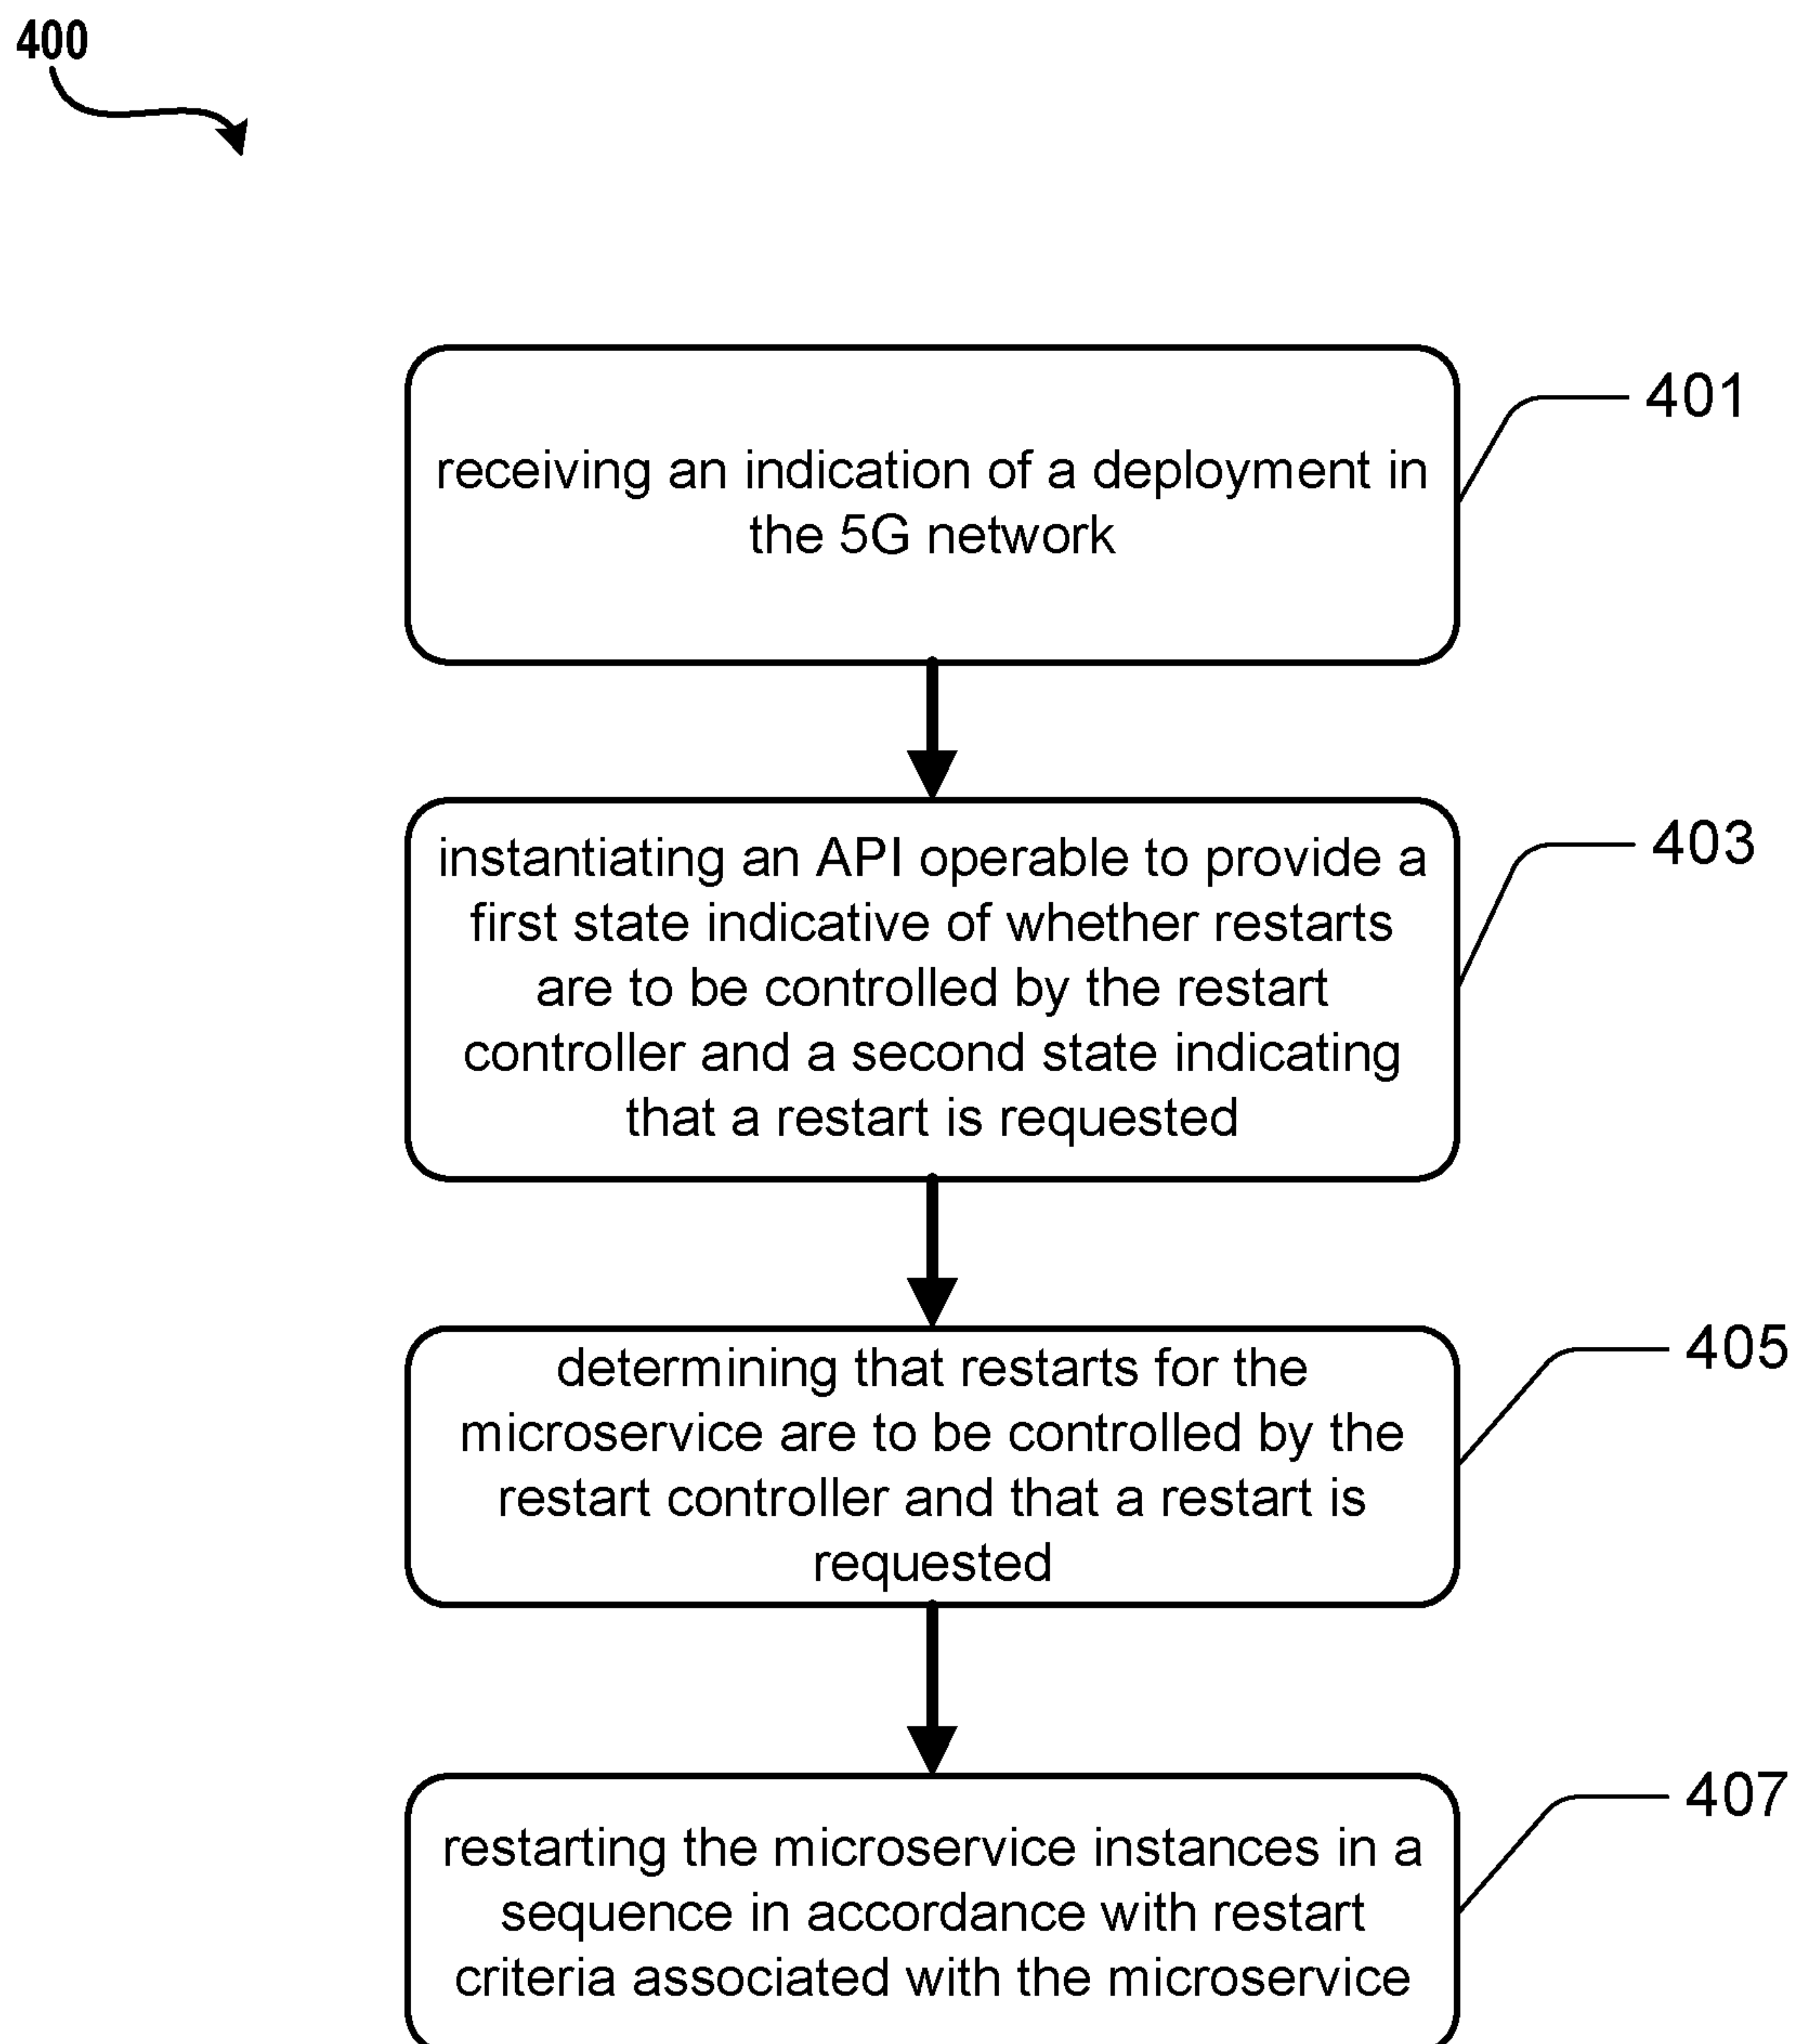 400
receiving an indication of a deployment in
the 5G network
401
instantiating an API operable to provide a
first state indicative of whether restarts
are to be controlled by the restart
controller and a second state indicating
that a restart is requested
403
determining that restarts for the
microservice are to be controlled by the
restart controller and that a restart is
requested
405
restarting the microservice instances in a
sequence in accordance with restart
criteria associated with the microservice
407